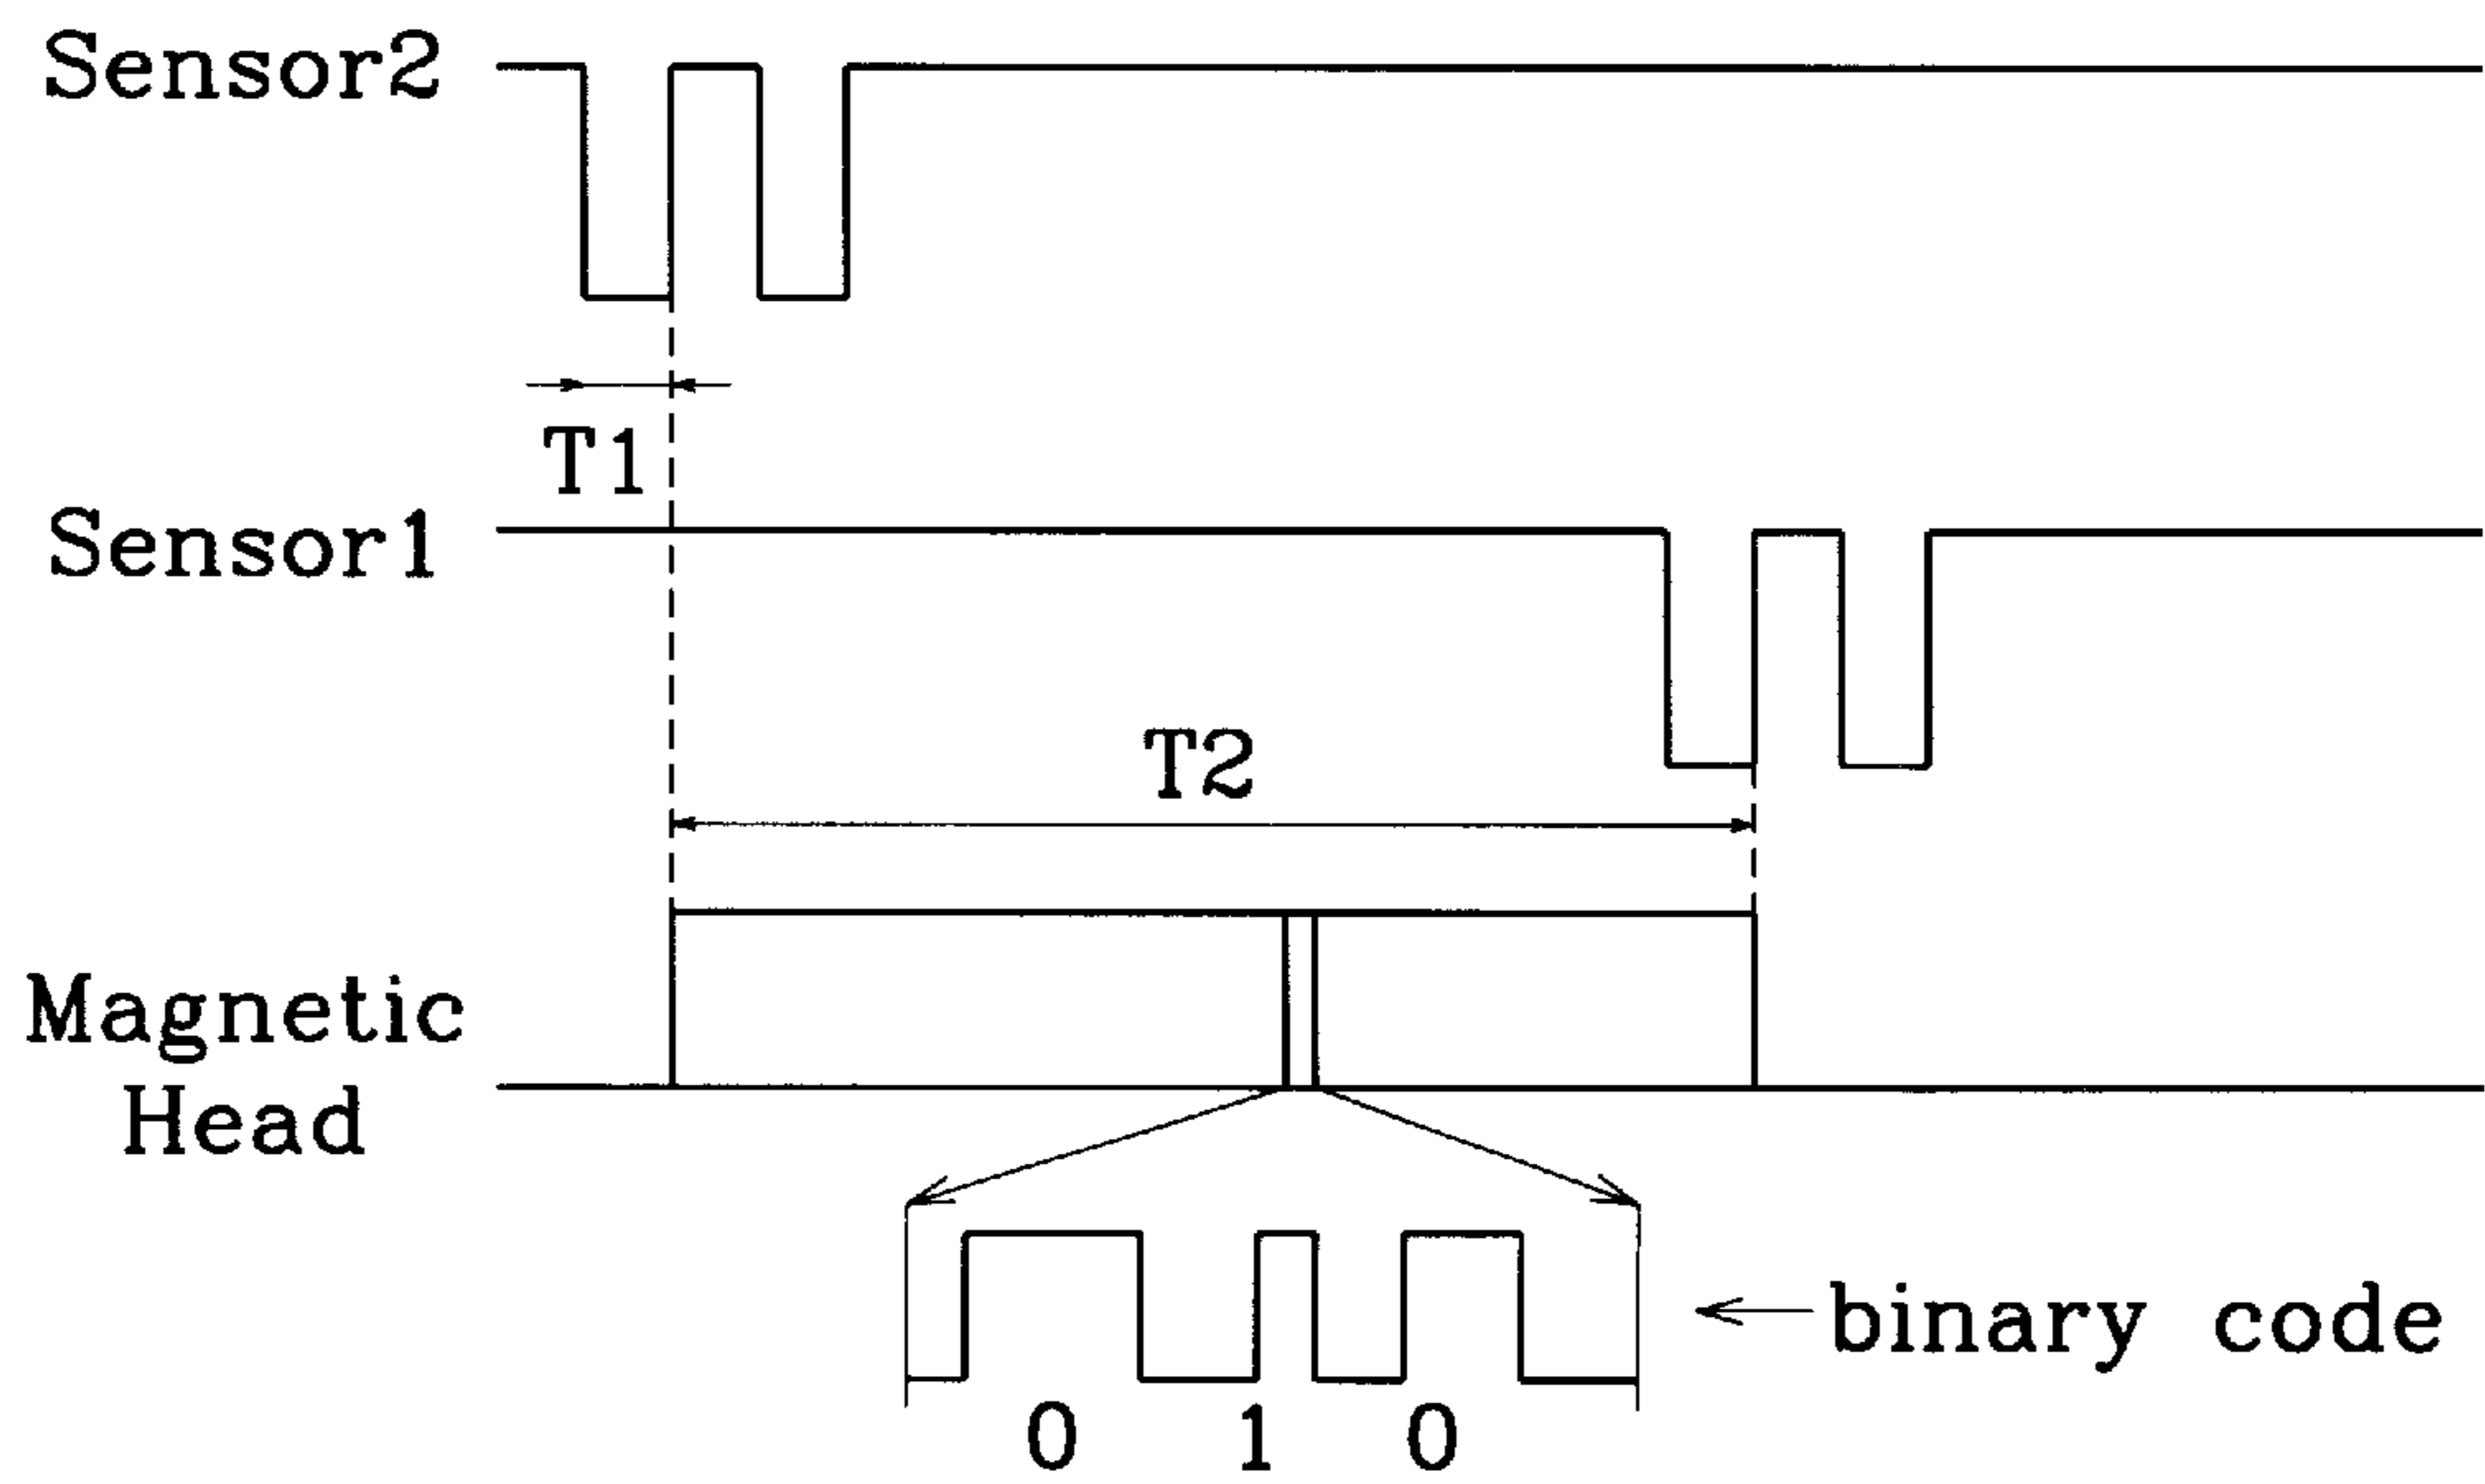 Sensor2
T1
Sensor1
T2
Magnetic
Head
binary code
0 1 0